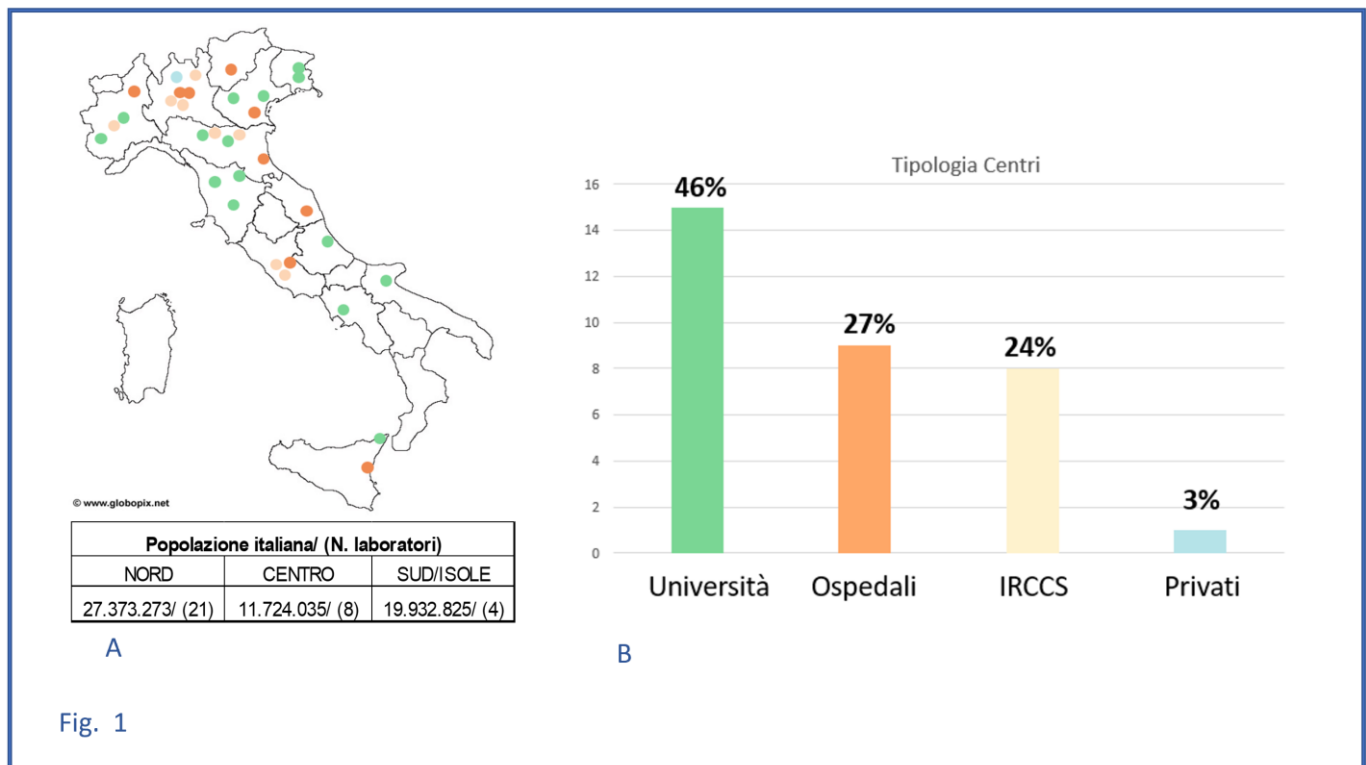 © www.globopix.net
Popolazione italiana/ (N. laboratori)
NORD CENTRO SUD/ISOLE
27.373.273/ (21) 11.724.035/ (8) 19.932.825/ (4)
A
Tipologia Centri
16
14
12
10
8
6
4
2
0
46%
27%
24%
3%
Università Ospedali IRCCS Privati
B
Fig. 1